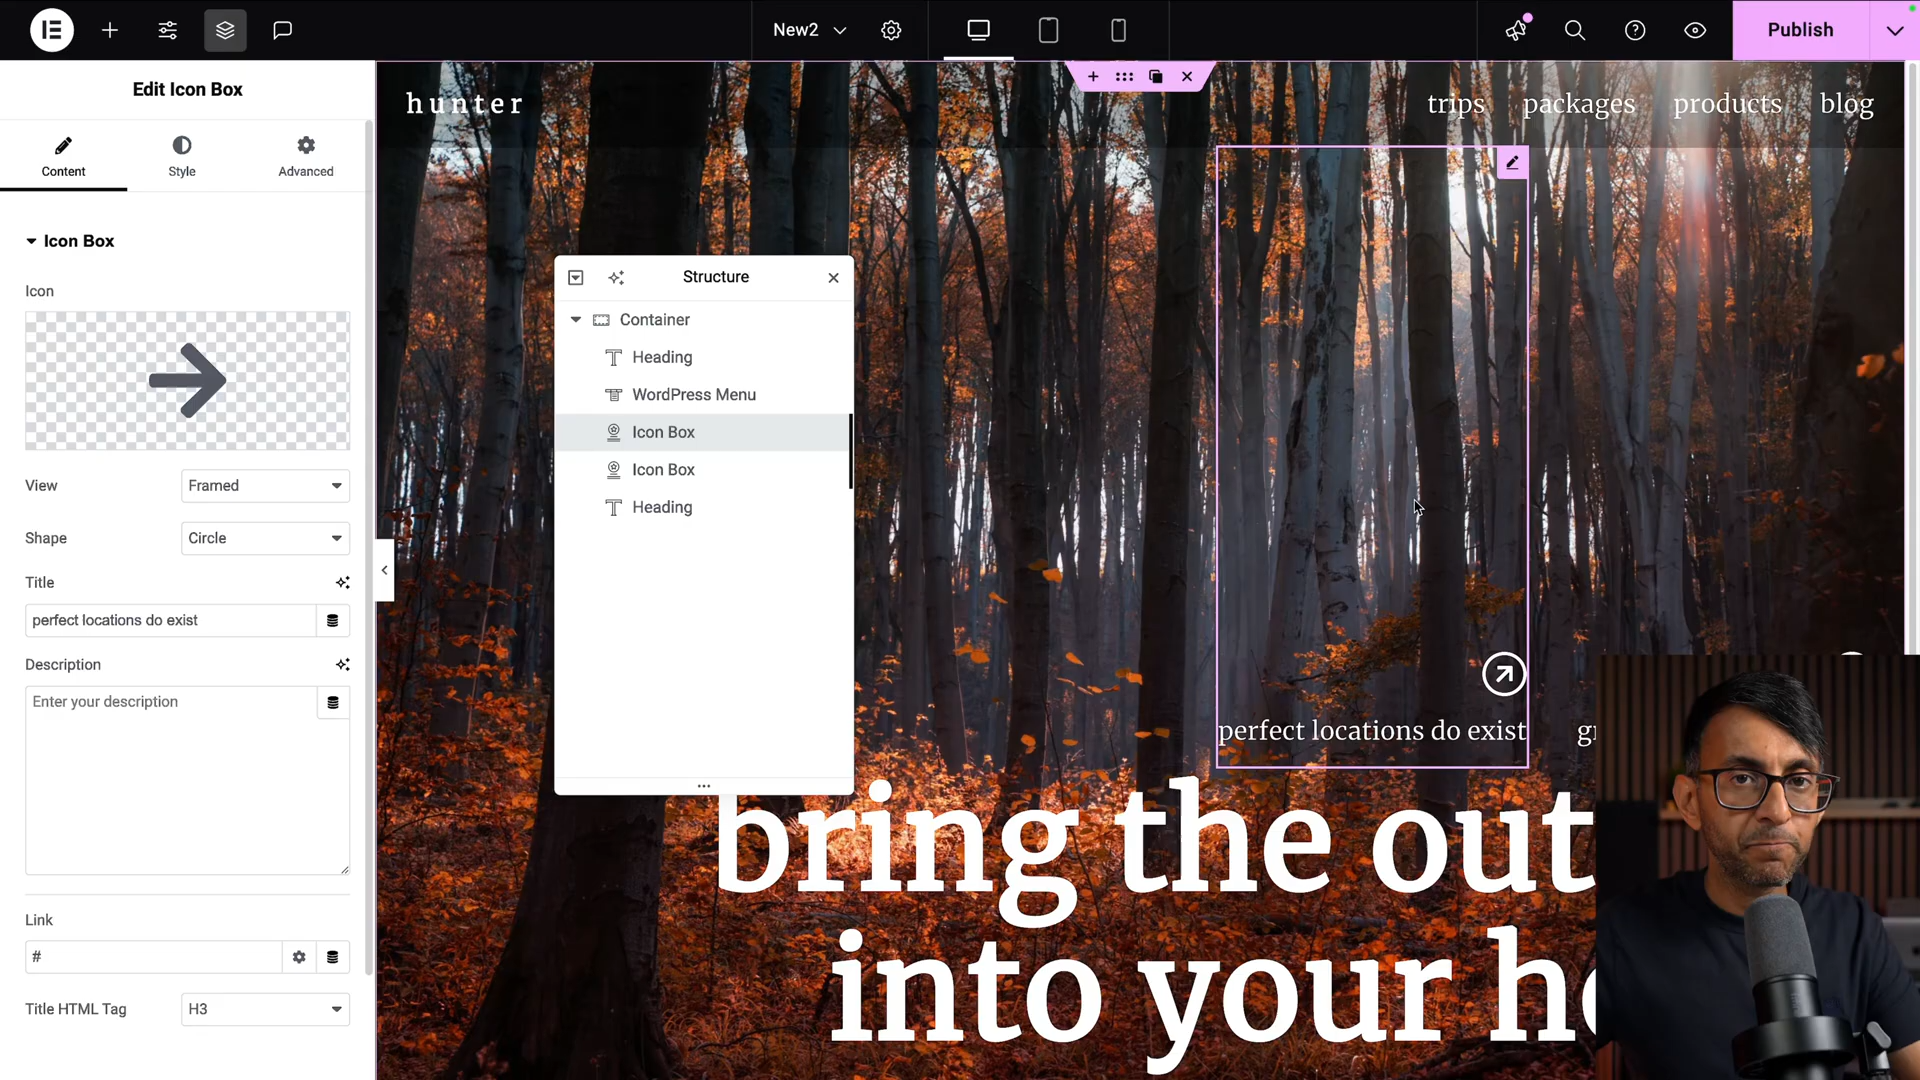 New2
Publish
Edit Icon Box
Content
Style
Advanced
Icon Box
Icon
View
Framed
Shape
Circle
Title
perfect locations do exist
Description
Enter your description
Link
#
Title HTML Tag
H3
Structure
Container
Heading
WordPress Menu
Icon Box
Icon Box
Heading
hunter
trips
packages
products
blog
perfect locations do exist
bring the out
into your